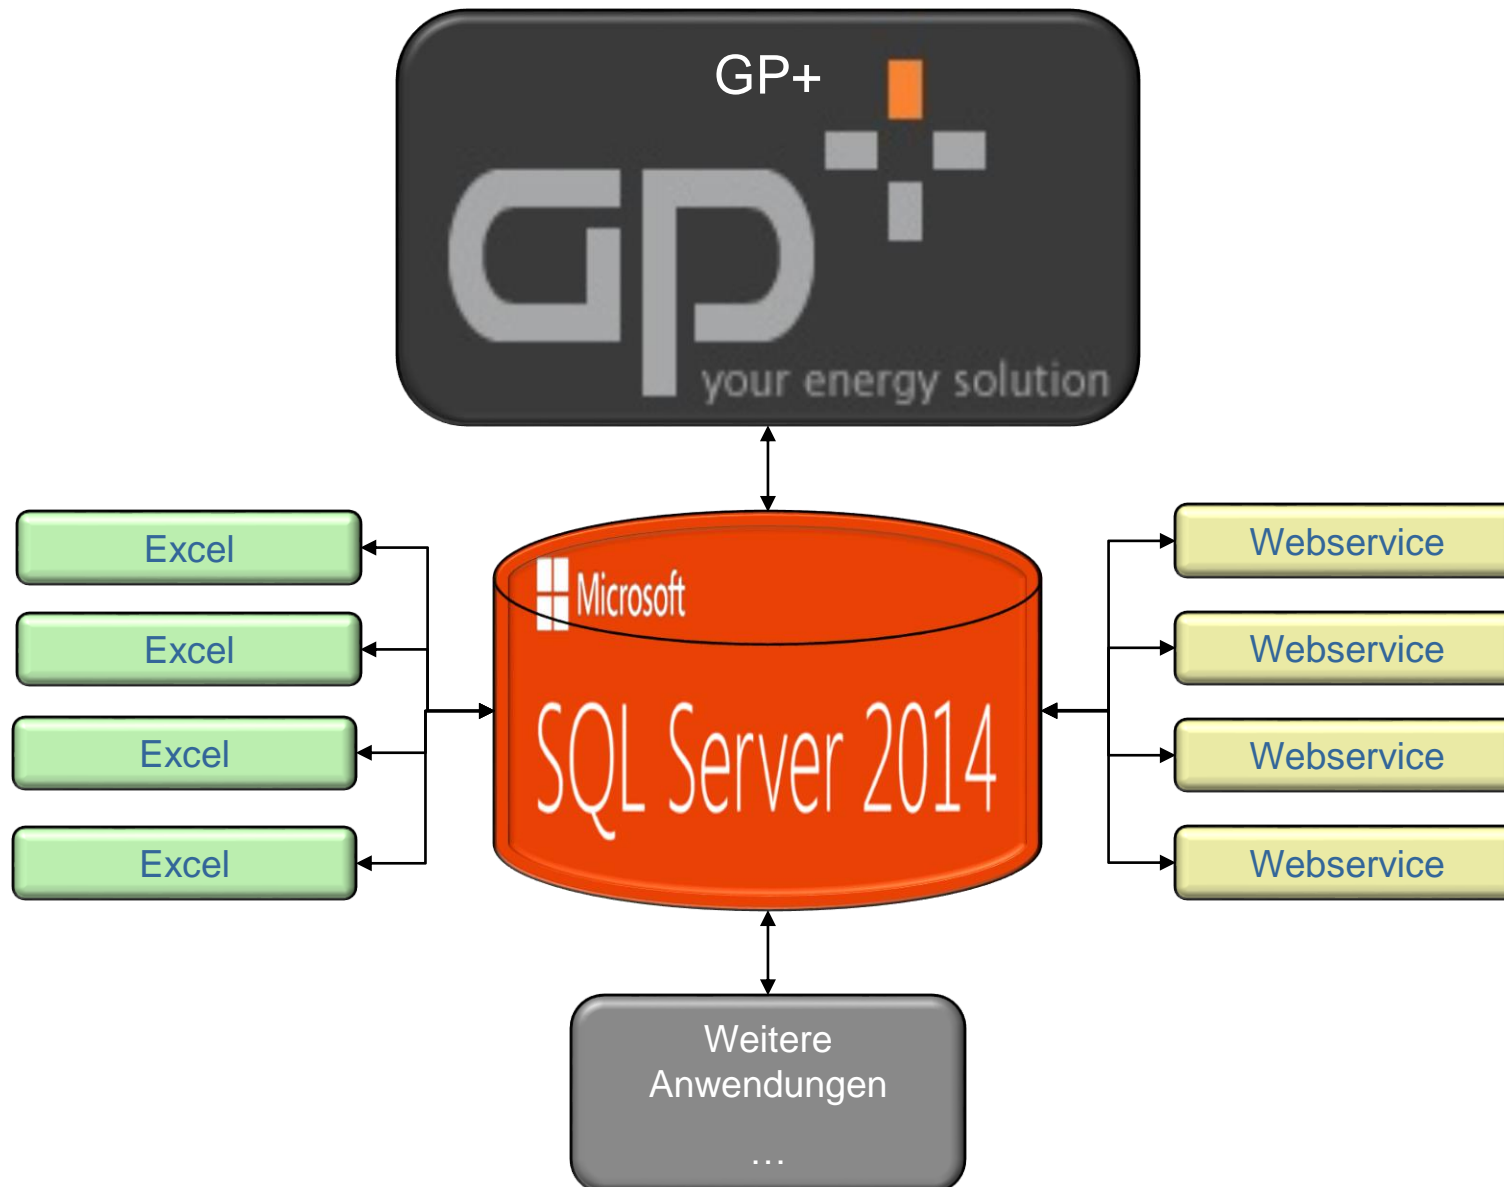 GP+
GP
your energy solution
Excel
Excel
Excel
Excel
Microsoft
SQL Server 2014
Webservice
Webservice
Webservice
Webservice
Weitere
Anwendungen
…